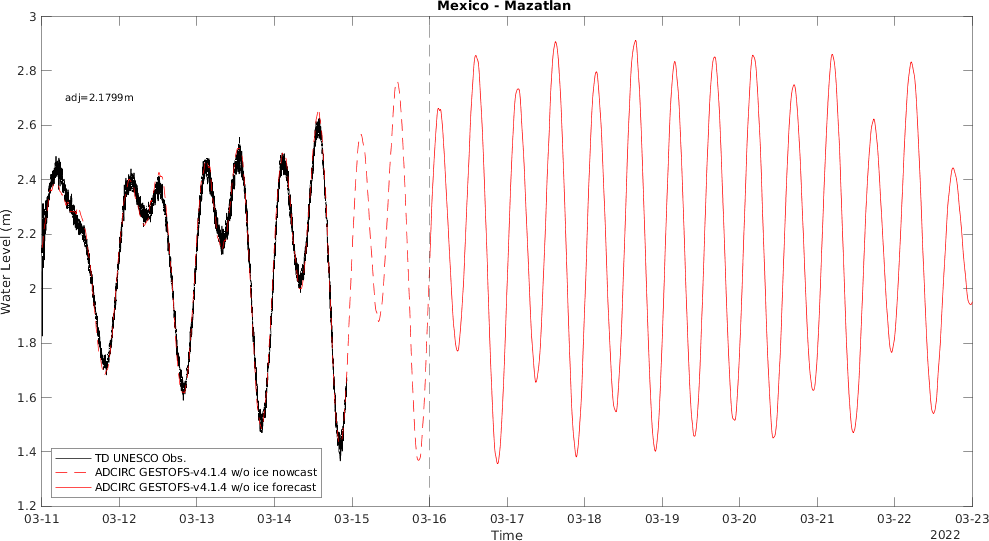 Mexico - Mazatlan
3
2.8
2.6
2.4
2.2
2
1.8
1.6
1.4
1.2
Water Level (m)
adj=2.1799m
TD UNESCO Obs.
ADCIRC GESTOFS-v4.1.4 w/o ice nowcast
ADCIRC GESTOFS-v4.1.4 w/o ice forecast
03-11 03-12 03-13 03-14 03-15 03-16 03-17 03-18 03-19 03-20 03-21 03-22 03-23
Time
2022